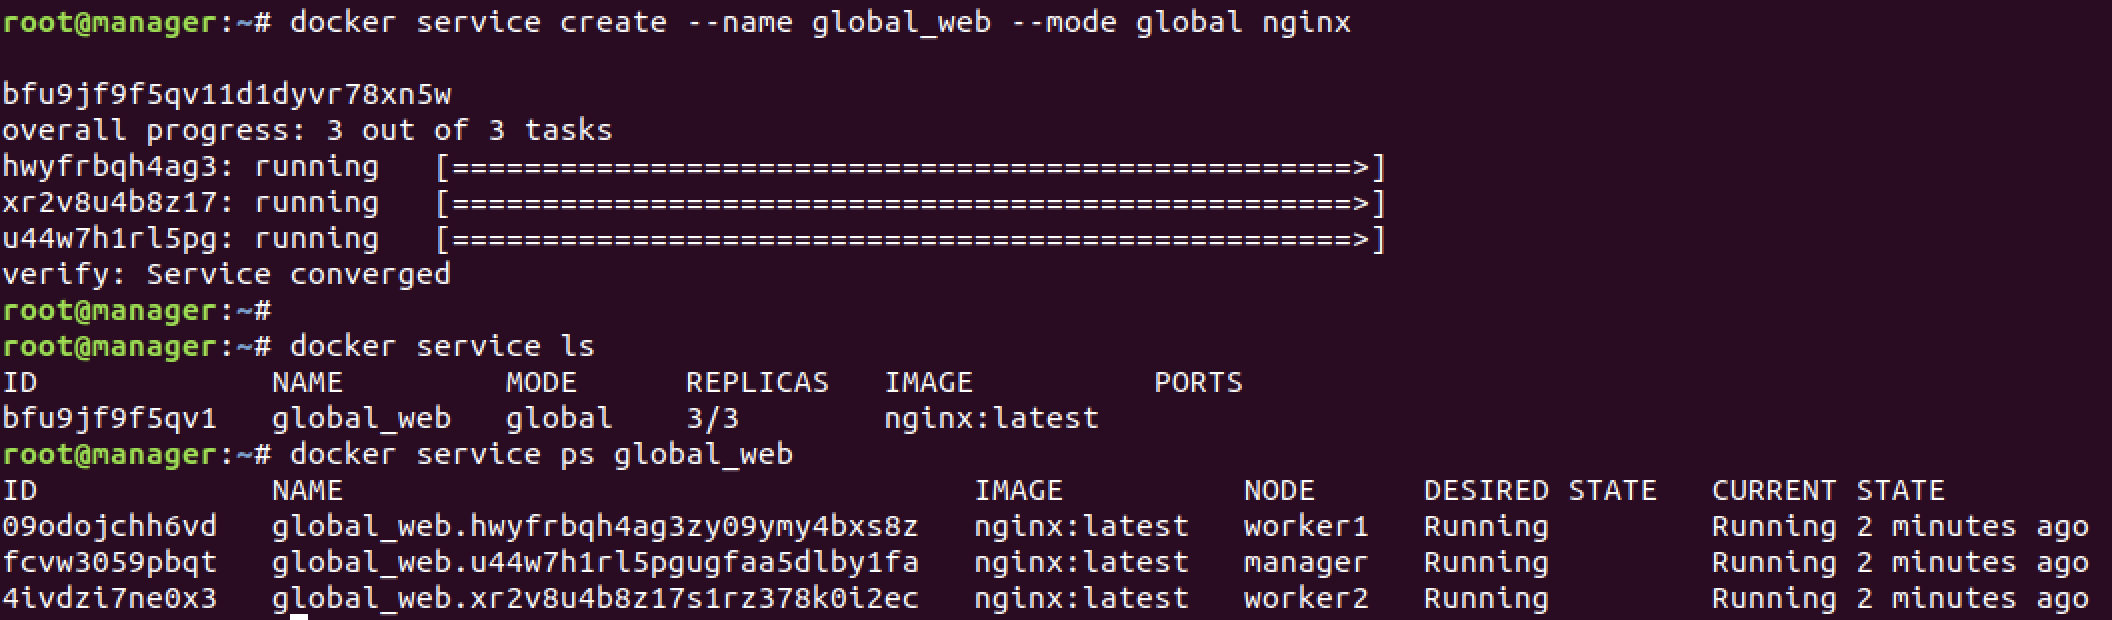 root@manager:~# docker service create --name global_web --mode global nginx
bfu9jf9f5qv11d1dyvr78xn5w
overall progress: 3 out of 3 tasks
hwyfrbqh4ag3: running   [==================================================>]
xr2v8u4b8z17: running   [==================================================>]
u44w7h1rl5pg: running   [==================================================>]
verify: Service converged
root@manager:~#
root@manager:~# docker service ls
ID             NAME         MODE      REPLICAS   IMAGE          PORTS
bfu9jf9f5qv1   global_web   global    3/3        nginx:latest
root@manager:~# docker service ps global_web
ID             NAME                                   IMAGE          NODE      DESIRED STATE   CURRENT STATE
09odojchh6vd   global_web.hwyfrbqh4ag3zy09ymy4bxs8z   nginx:latest   worker1   Running         Running 2 minutes ago
fcvw3059pbqt   global_web.u44w7h1rl5pgugfaa5dlby1fa   nginx:latest   manager   Running         Running 2 minutes ago
4ivdzi7ne0x3   global_web.xr2v8u4b8z17s1rz378k0i2ec   nginx:latest   worker2   Running         Running 2 minutes ago